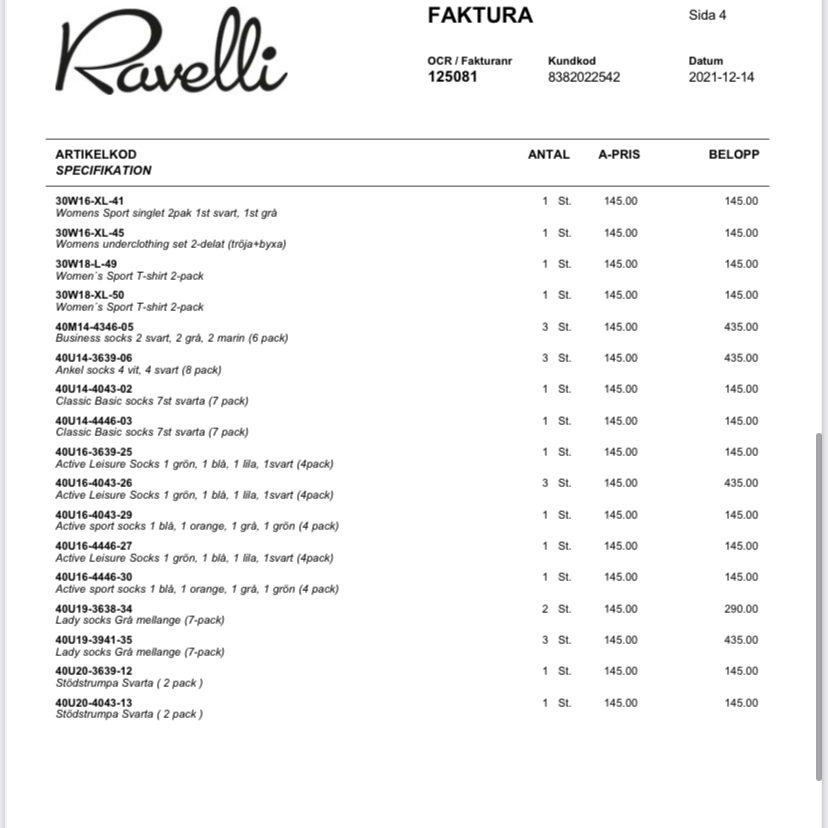 Ravelli
FAKTURA
Sida 4
OCR / Fakturanr Kundkod Datum
125081 8382022542 2021-12-14
ARTIKELKOD ANTAL A-PRIS BELOPP
SPECIFIKATION
30W16-XL-41 1 St. 145.00 145.00
Womens Sport singlet 2pak 1st svart, 1st grå
30W16-XL-45 1 St. 145.00 145.00
Womens underclothing set 2-delat (tröja+byxa)
30W18-L-49 1 St. 145.00 145.00
Women´s Sport T-shirt 2-pack
30W18-XL-50 1 St. 145.00 145.00
Women´s Sport T-shirt 2-pack
40M14-4346-05 3 St. 145.00 435.00
Business socks 2 svart, 2 grå, 2 marin (6 pack)
40U14-3639-06 3 St. 145.00 435.00
Ankel socks 4 vit, 4 svart (8 pack)
40U14-4043-02 1 St. 145.00 145.00
Classic Basic socks 7st svarta (7 pack)
40U14-4446-03 1 St. 145.00 145.00
Classic Basic socks 7st svarta (7 pack)
40U16-3639-25 1 St. 145.00 145.00
Active Leisure Socks 1 grön, 1 blå, 1 lila, 1svart (4pack)
40U16-4043-26 3 St. 145.00 435.00
Active Leisure Socks 1 grön, 1 blå, 1 lila, 1svart (4pack)
40U16-4043-29 1 St. 145.00 145.00
Active sport socks 1 blå, 1 orange, 1 grå, 1 grön (4 pack)
40U16-4446-27 1 St. 145.00 145.00
Active Leisure Socks 1 grön, 1 blå, 1 lila, 1svart (4pack)
40U16-4446-30 1 St. 145.00 145.00
Active sport socks 1 blå, 1 orange, 1 grå, 1 grön (4 pack)
40U19-3638-34 2 St. 145.00 290.00
Lady socks Grå mellange (7-pack)
40U19-3941-35 3 St. 145.00 435.00
Lady socks Grå mellange (7-pack)
40U20-3639-12 1 St. 145.00 145.00
Stödstrumpa Svarta ( 2 pack )
40U20-4043-13 1 St. 145.00 145.00
Stödstrumpa Svarta ( 2 pack )